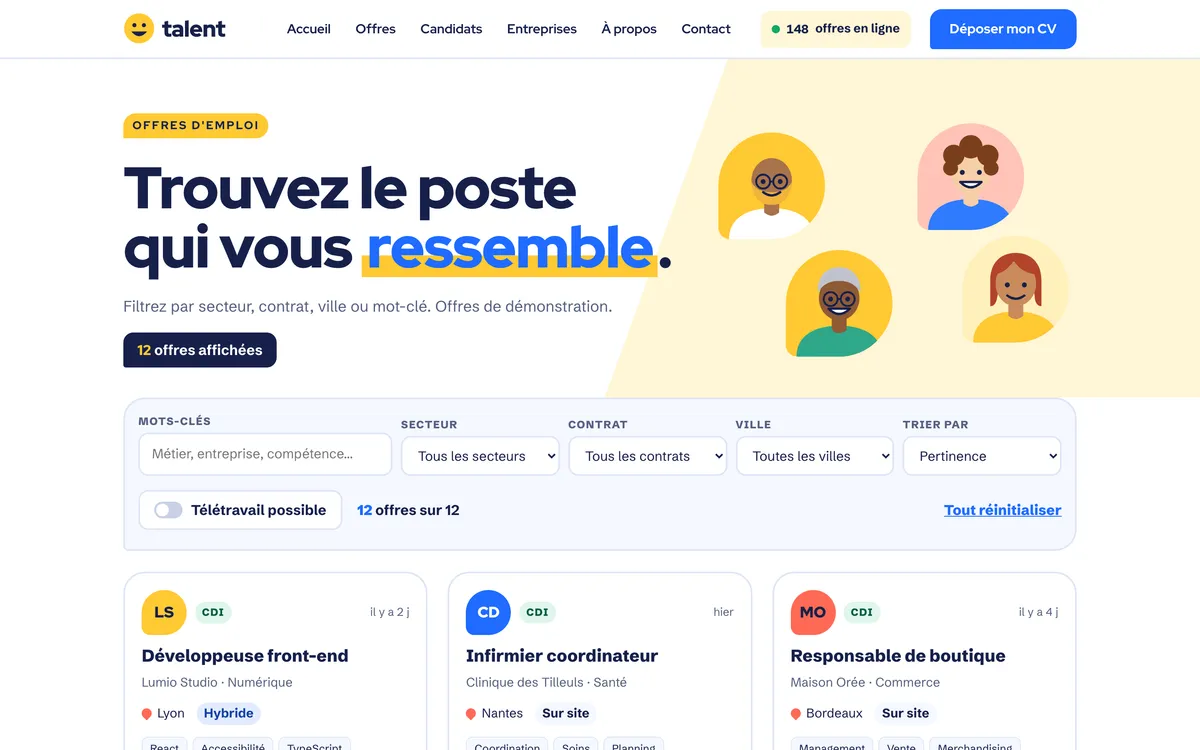 talent
Accueil
Offres
Candidats
Entreprises
À propos
Contact
148 offres en ligne
Déposer mon CV
OFFRES D'EMPLOI
Trouvez le poste
qui vous ressemble.
Filtrez par secteur, contrat, ville ou mot-clé. Offres de démonstration.
12 offres affichées
MOTS-CLÉS
Métier, entreprise, compétence...
SECTEUR
Tous les secteurs
CONTRAT
Tous les contrats
VILLE
Toutes les villes
TRIER PAR
Pertinence
Télétravail possible
12 offres sur 12
Tout réinitialiser
LS
CDI
il y a 2 j
Développeuse front-end
Lumio Studio · Numérique
Lyon
Hybride
React
Accessibilité
TypeScript
CD
CDI
hier
Infirmier coordinateur
Clinique des Tilleuls · Santé
Nantes
Sur site
Coordination
Soins
Planning
MO
CDI
il y a 4 j
Responsable de boutique
Maison Orée · Commerce
Bordeaux
Sur site
Management
Vente
Merchandising